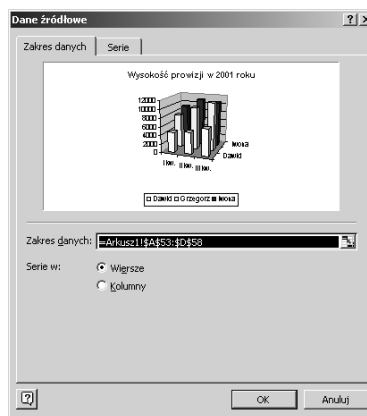 Dane źródłowe
Zakres danych
Serie
Wysokość prowizji w 2001 roku
12000
10000
8000
6000
4000
2000
0
I kw.
II kw.
III kw.
Iwona
Dawid
Dawid Grzegorz Iwona
Zakres danych: =Arkusz1!$A$53:$D$58
Serie w:
Wiersze
Kolumny
OK
Anuluj